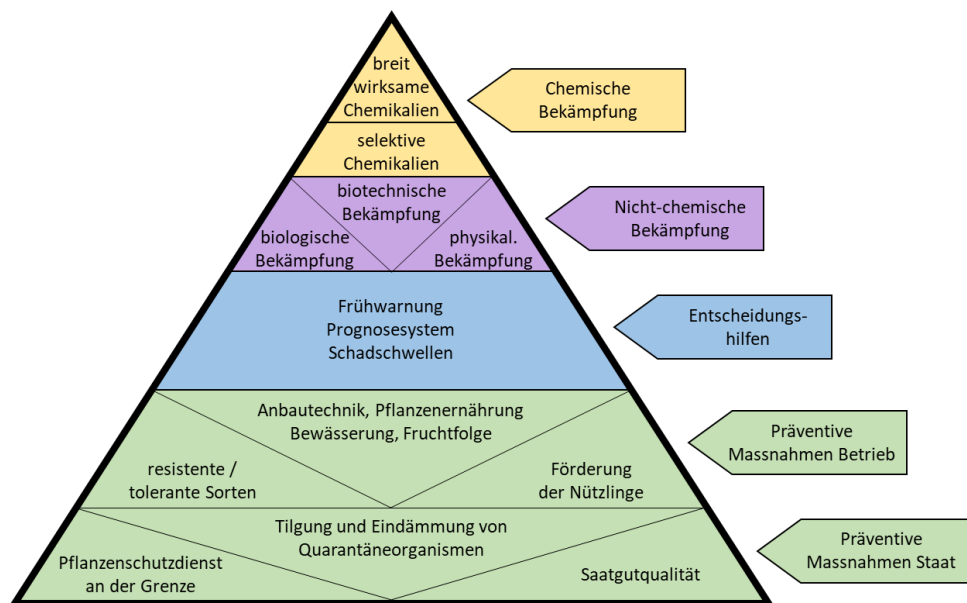 breit
wirksame
Chemikalien
Chemische
Bekämpfung
selektive
Chemikalien
biotechnische
Bekämpfung
biologische
Bekämpfung
physikal.
Bekämpfung
Nicht-chemische
Bekämpfung
Frühwarnung
Prognosesystem
Schadschwellen
Entscheidungs-
hilfen
Anbautechnik, Pflanzenernährung
Bewässerung, Fruchtfolge
resistente /
tolerante Sorten
Förderung
der Nützlinge
Präventive
Massnahmen Betrieb
Tilgung und Eindämmung von
Quarantäneorganismen
Pflanzenschutzdienst
an der Grenze
Saatgutqualität
Präventive
Massnahmen Staat